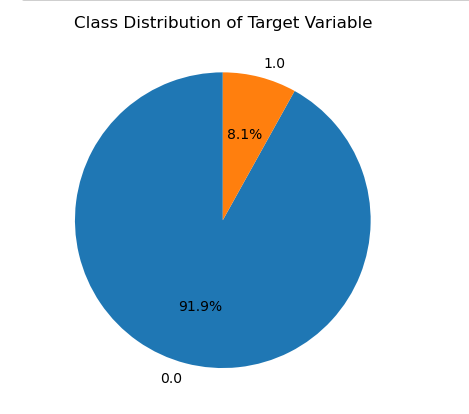 Class Distribution of Target Variable
1.0
8.1%
91.9%
0.0